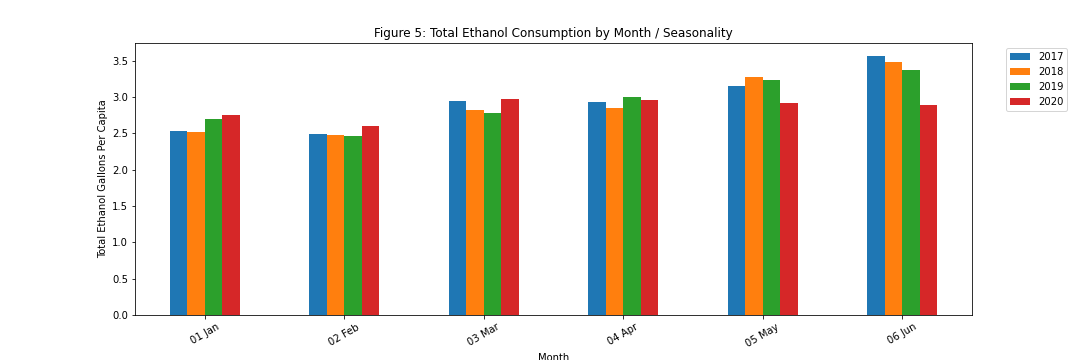 Figure 5: Total Ethanol Consumption by Month / Seasonality
2017
2018
2019
2020
Total Ethanol Gallons Per Capita
3.5
3.0
2.5
2.0
1.5
1.0
0.5
0.0
01 Jan
02 Feb
03 Mar
04 Apr
05 May
06 Jun
Month